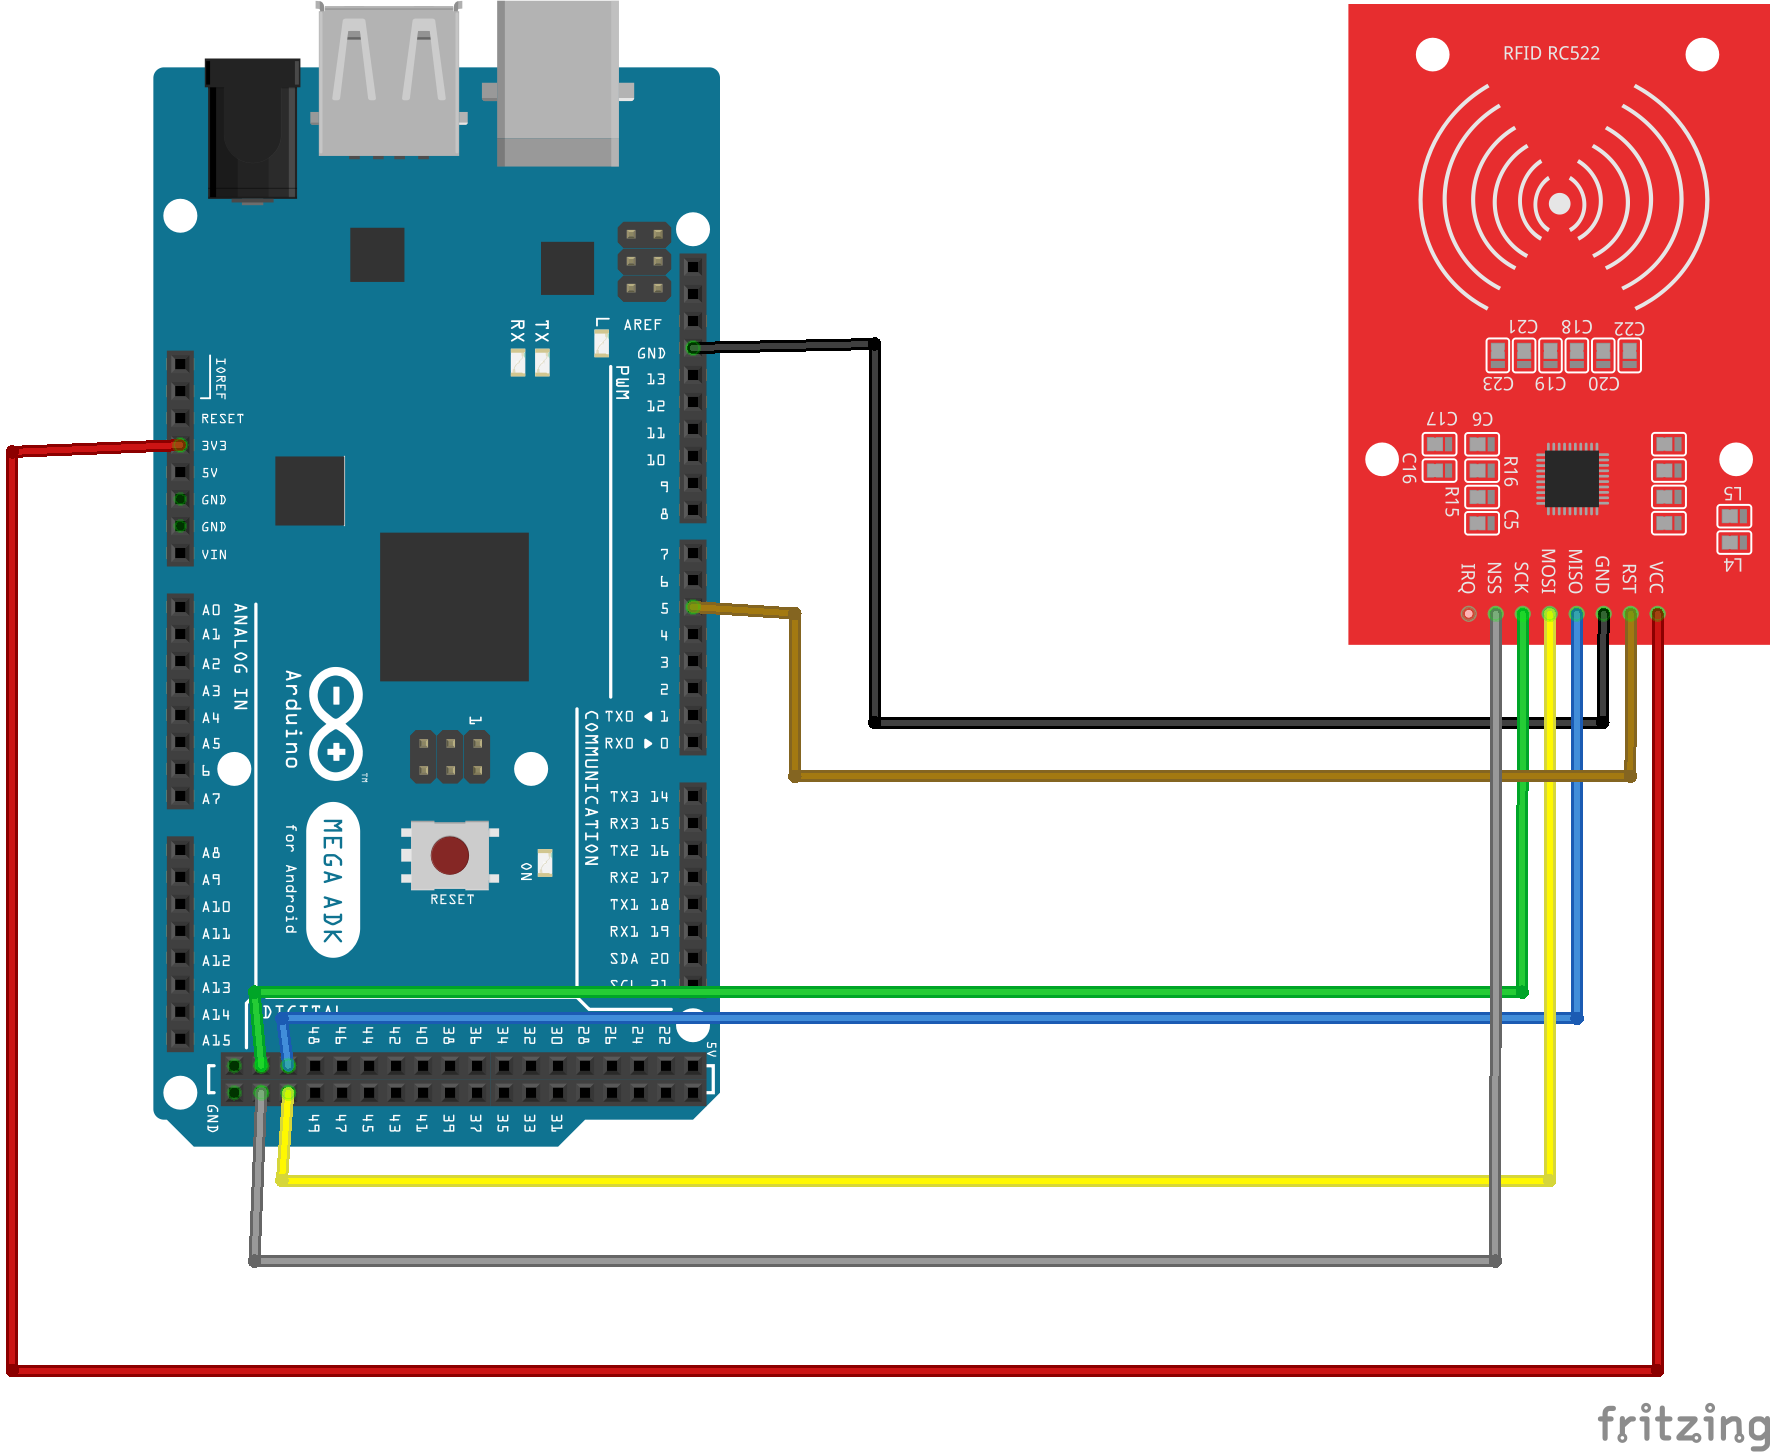 RFID RC522
C21
C18
C22
C23
C19
C20
C17
C6
C16
R16
R15
C5
L5
L4
IRQ
NSS
SCK
MOSI
MISO
GND
RST
VCC
RX
TX
L
AREF
GND
13
12
11
10
9
8
PWM
7
6
5
4
3
2
TX0 ◀ 1
RX0 ▶ 0
COMMUNICATION
TX3 14
RX3 15
TX2 16
RX2 17
TX1 18
RX1 19
SDA 20
SCL 21
IOREF
RESET
3V3
5V
GND
GND
VIN
ANALOG IN
A0
A1
A2
A3
A4
A5
6
A7
A8
A9
A10
A11
A12
A13
A14
A15
Arduino
TM
MEGA ADK
for Android
1
ON
RESET
DIGITAL
48
46
44
42
40
38
36
34
32
30
28
26
24
22
5V
GND
49
47
45
43
41
39
37
35
33
31
fritzing